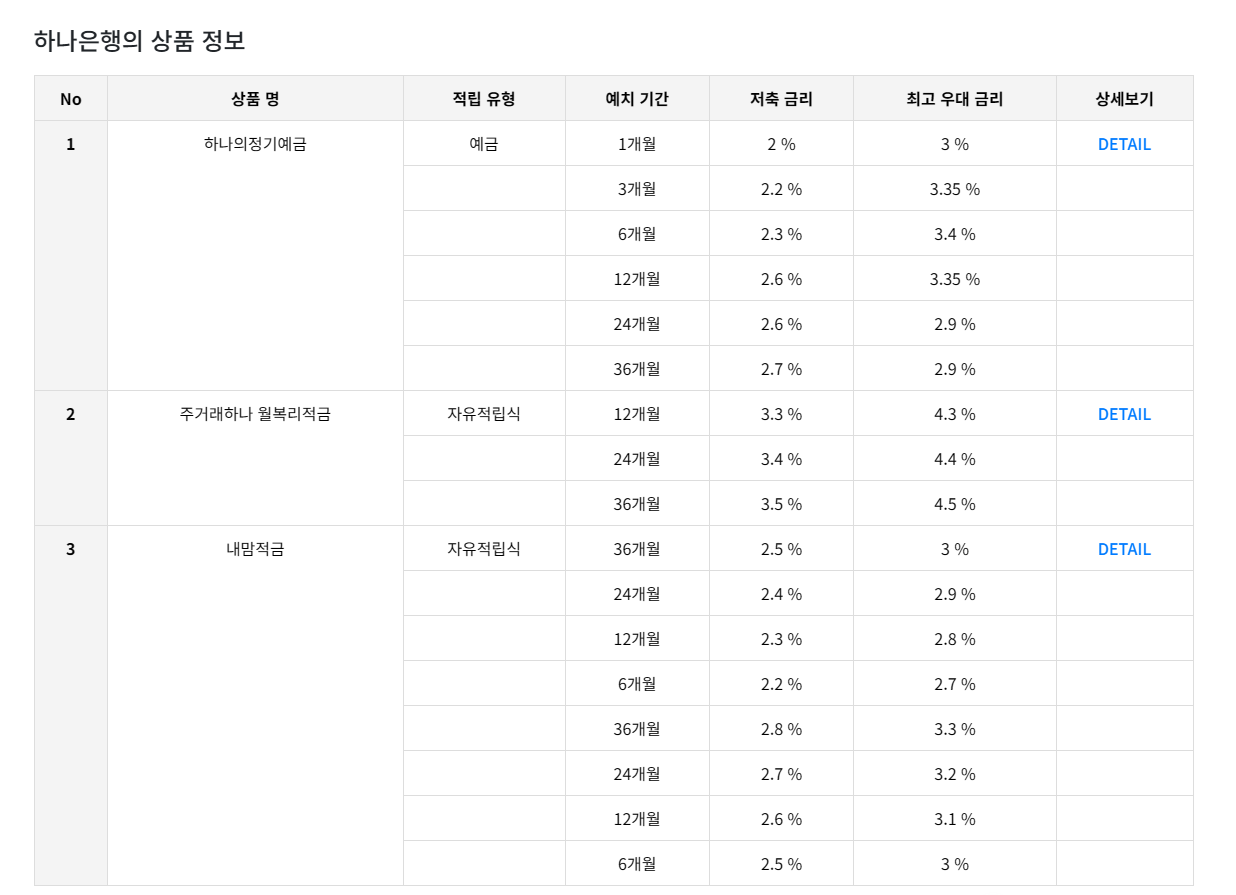 하나은행의 상품 정보
No 상품 명 적립 유형 예치 기간 저축 금리 최고 우대 금리 상세보기
1 하나의정기예금 예금 1개월 2 % 3 % DETAIL
3개월 2.2 % 3.35 %
6개월 2.3 % 3.4 %
12개월 2.6 % 3.35 %
24개월 2.6 % 2.9 %
36개월 2.7 % 2.9 %
2 주거래하나 월복리적금 자유적립식 12개월 3.3 % 4.3 % DETAIL
24개월 3.4 % 4.4 %
36개월 3.5 % 4.5 %
3 내맘적금 자유적립식 36개월 2.5 % 3 % DETAIL
24개월 2.4 % 2.9 %
12개월 2.3 % 2.8 %
6개월 2.2 % 2.7 %
36개월 2.8 % 3.3 %
24개월 2.7 % 3.2 %
12개월 2.6 % 3.1 %
6개월 2.5 % 3 %